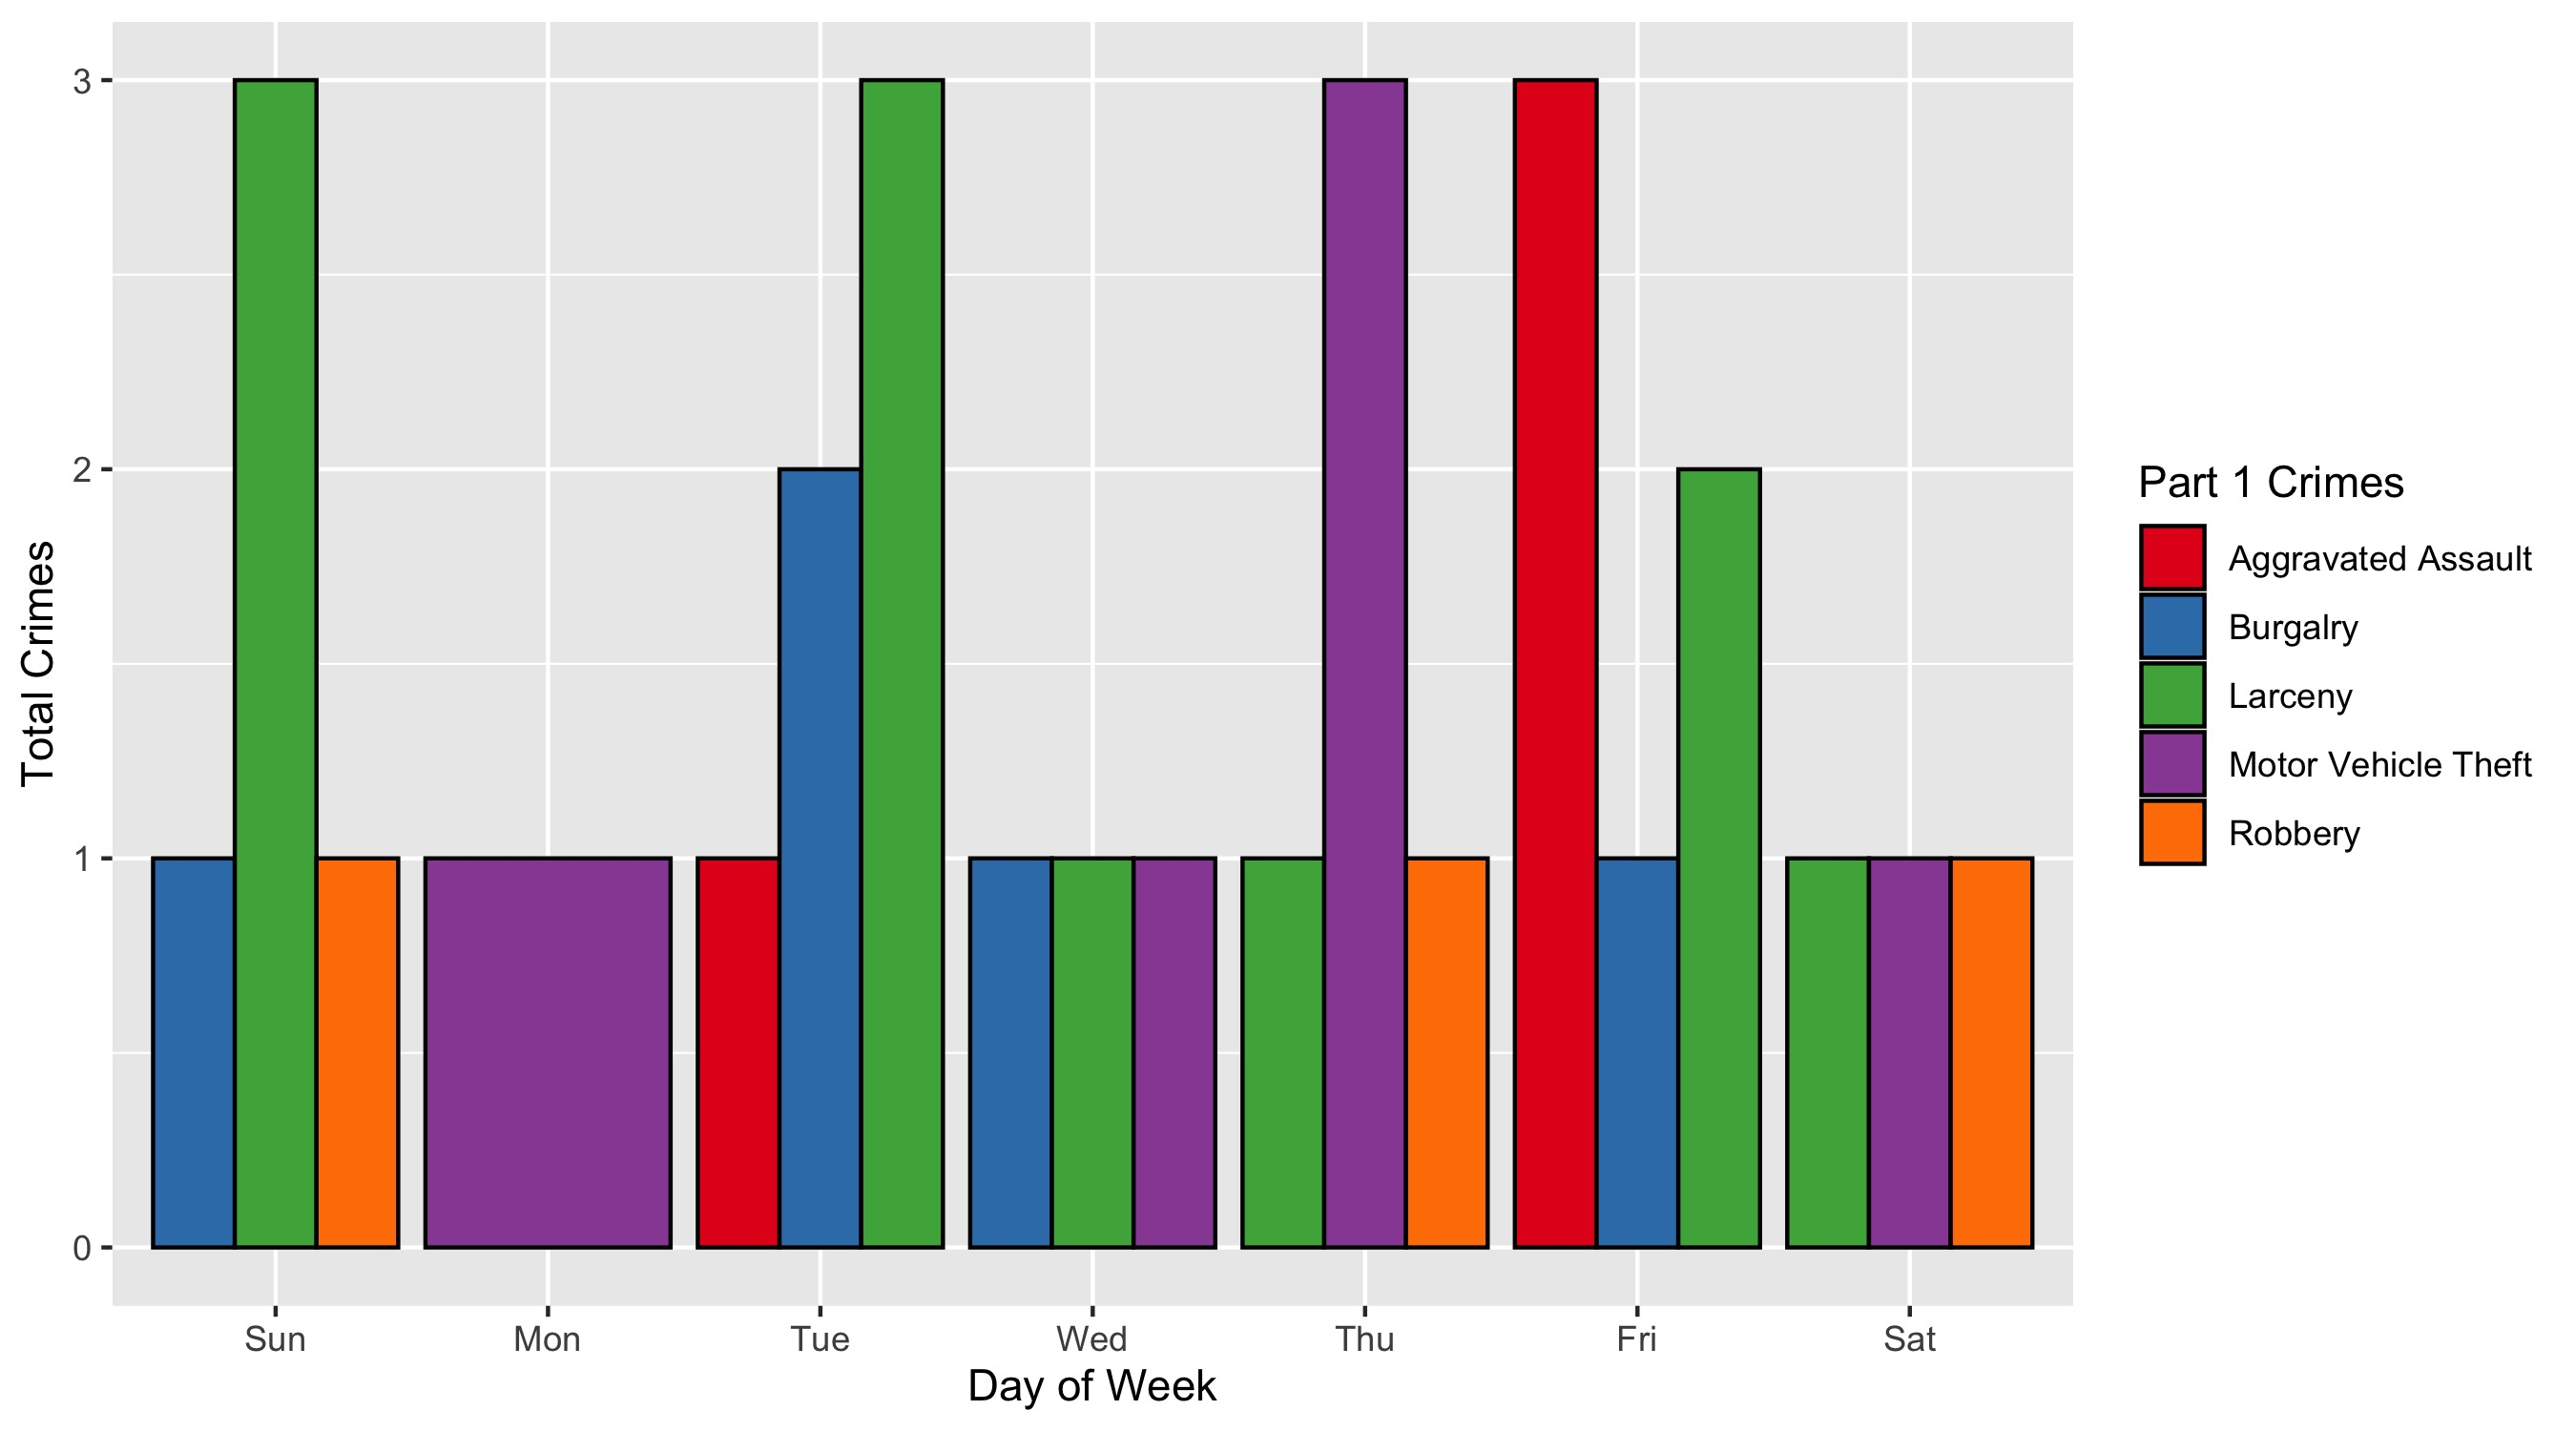 Total Crimes
3
2
1
0
Sun Mon Tue Wed Thu Fri Sat
Day of Week
Part 1 Crimes
Aggravated Assault
Burgalry
Larceny
Motor Vehicle Theft
Robbery